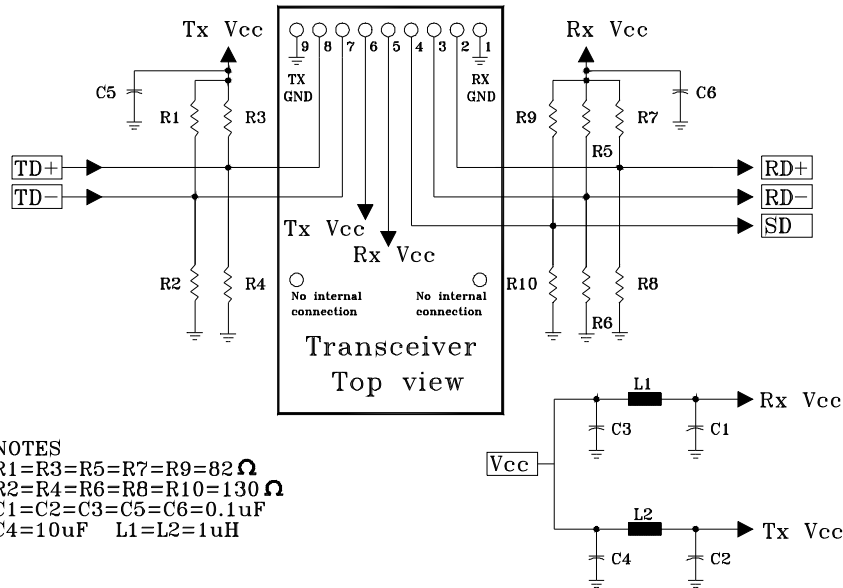 Tx Vcc
Rx Vcc
9 8 7 6 5 4 3 2 1
TX
GND
RX
GND
C5
R1
R3
R9
R7
C6
R5
TD+
RD+
TD-
RD-
SD
Tx Vcc
Rx Vcc
R2
R4
R10
R8
No internal
connection
No internal
connection
R6
Transceiver
Top view
L1
Rx Vcc
C3
C1
Vcc
L2
Tx Vcc
C4
C2
NOTES
R1=R3=R5=R7=R9=82Ω
R2=R4=R6=R8=R10=130Ω
C1=C2=C3=C5=C6=0.1uF
C4=10uF L1=L2=1uH